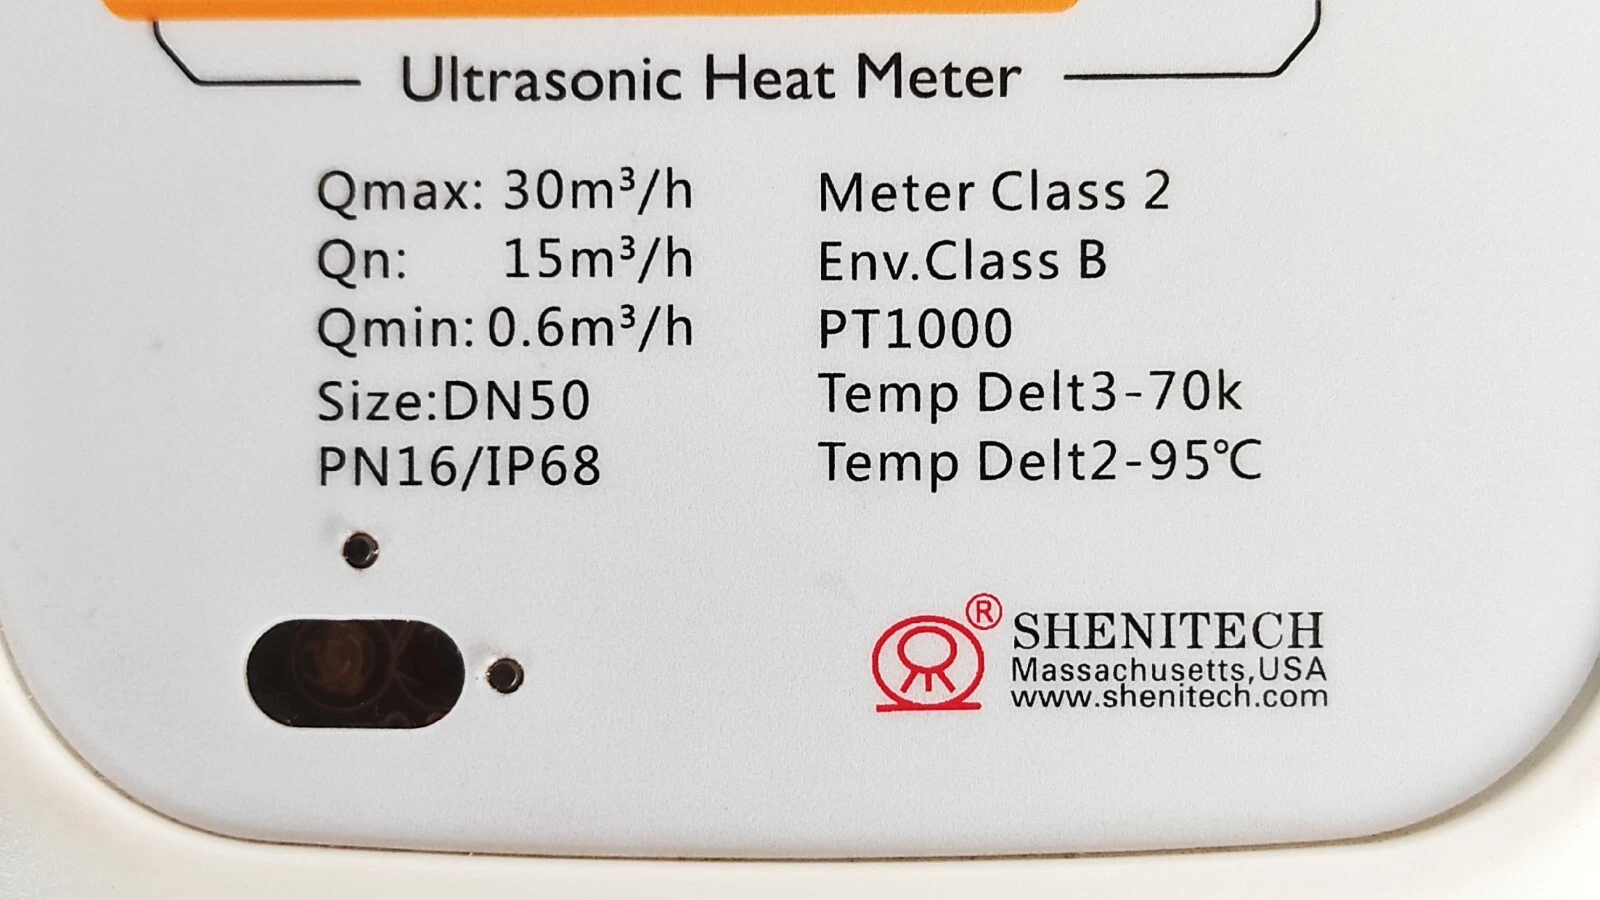 Ultrasonic Heat Meter
Qmax: 30m³/h
Qn: 15m³/h
Qmin: 0.6m³/h
Size:DN50
PN16/IP68
Meter Class 2
Env.Class B
PT1000
Temp Delt3-70k
Temp Delt2-95℃
®
SHENITECH
Massachusetts,USA
www.shenitech.com